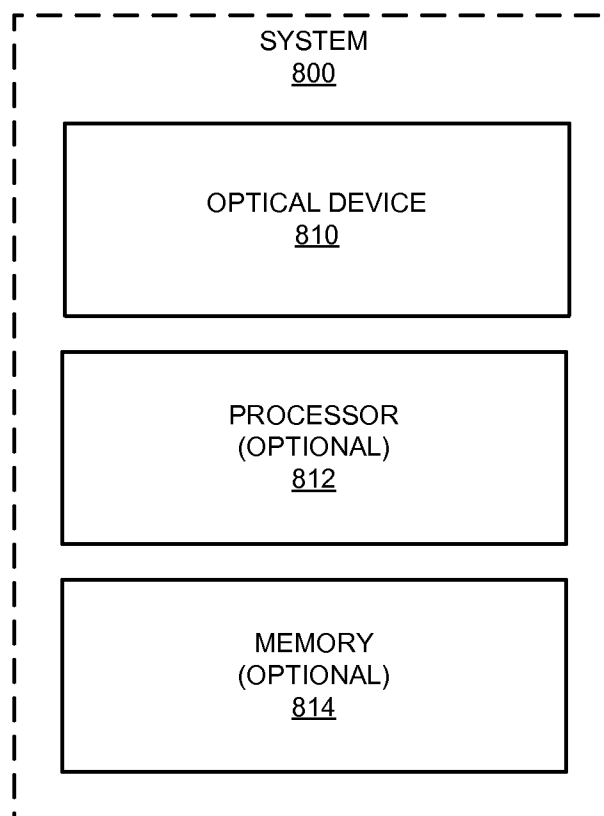 SYSTEM
800
OPTICAL DEVICE
810
PROCESSOR
(OPTIONAL)
812
MEMORY
(OPTIONAL)
814